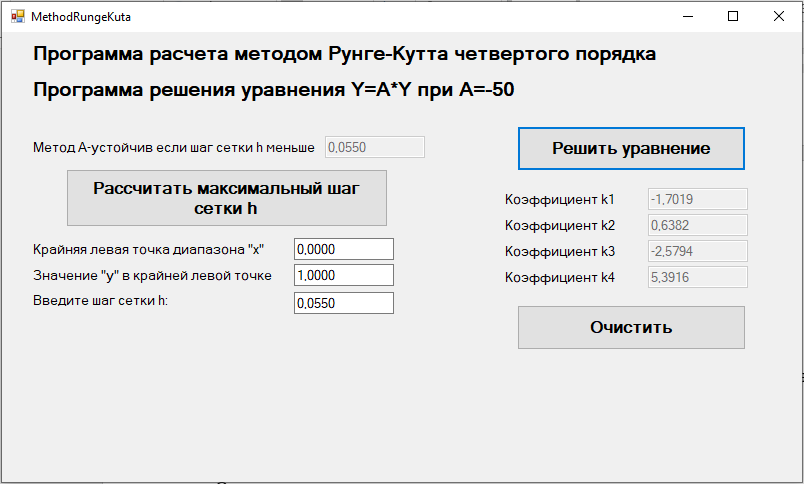 MethodRungeKuta
Программа расчета методом Рунге-Кутта четвертого порядка
Программа решения уравнения Y=A*Y при A=-50
Метод А-устойчив если шаг сетки h меньше 0,0550
Решить уравнение
Рассчитать максимальный шаг
сетки h
Коэффициент k1 -1,7019
Коэффициент k2 0,6382
Коэффициент k3 -2,5794
Коэффициент k4 5,3916
Крайняя левая точка диапазона "x" 0,0000
Значение "y" в крайней левой точке 1,0000
Введите шаг сетки h: 0,0550
Очистить